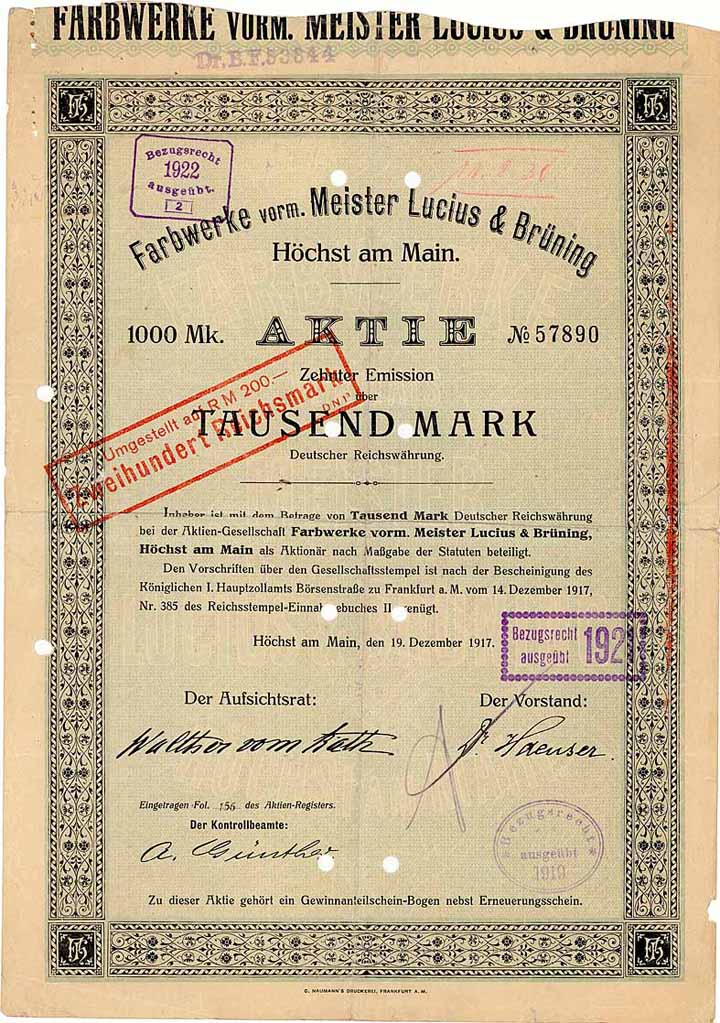 FARBWERKE VORM. MEISTER LUCIUS & BRÜNING
Dr.B.F.53844
Bezugsrecht
1922
ausgeübt.
2
Farbwerke vorm. Meister Lucius & Brüning
Höchst am Main.
1000 Mk. AKTIE № 57890
Zehnter Emission
über
TAUSEND MARK
Deutscher Reichswährung.
Umgestellt auf RM 200.—
Zweihundert Reichsmark
Inhaber ist mit dem Betrage von Tausend Mark Deutscher Reichswährung
bei der Aktien-Gesellschaft Farbwerke vorm. Meister Lucius & Brüning,
Höchst am Main als Aktionär nach Maßgabe der Statuten beteiligt.
Den Vorschriften über den Gesellschaftsstempel ist nach der Bescheinigung des
Königlichen I. Hauptzollamts Börsenstraße zu Frankfurt a. M. vom 14. Dezember 1917,
Nr. 385 des Reichsstempel-Einnahmebuches II genügt.
Höchst am Main, den 19. Dezember 1917.
Bezugsrecht
ausgeübt
192
Der Aufsichtsrat: Der Vorstand:
Walther vom Rath Dr. Haeuser.
Eingetragen Fol. 156 des Aktien-Registers.
Der Kontrollbeamte:
A. Günther
Bezugsrecht
ausgeübt
1919
Zu dieser Aktie gehört ein Gewinnanteilschein-Bogen nebst Erneuerungsschein.
C. NAUMANN'S DRUCKEREI, FRANKFURT A. M.